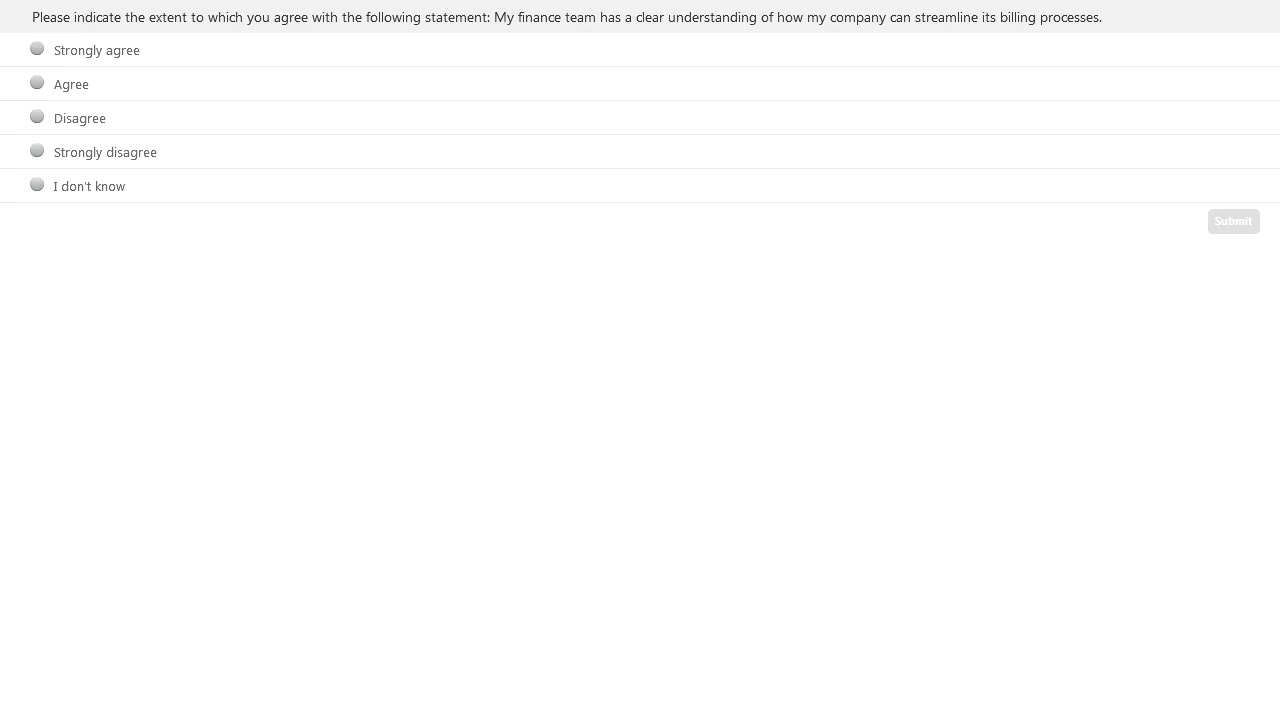 Please indicate the extent to which you agree with the following statement: My finance team has a clear understanding of how my company can streamline its billing processes.
Strongly agree
Agree
Disagree
Strongly disagree
I don't know
Submit